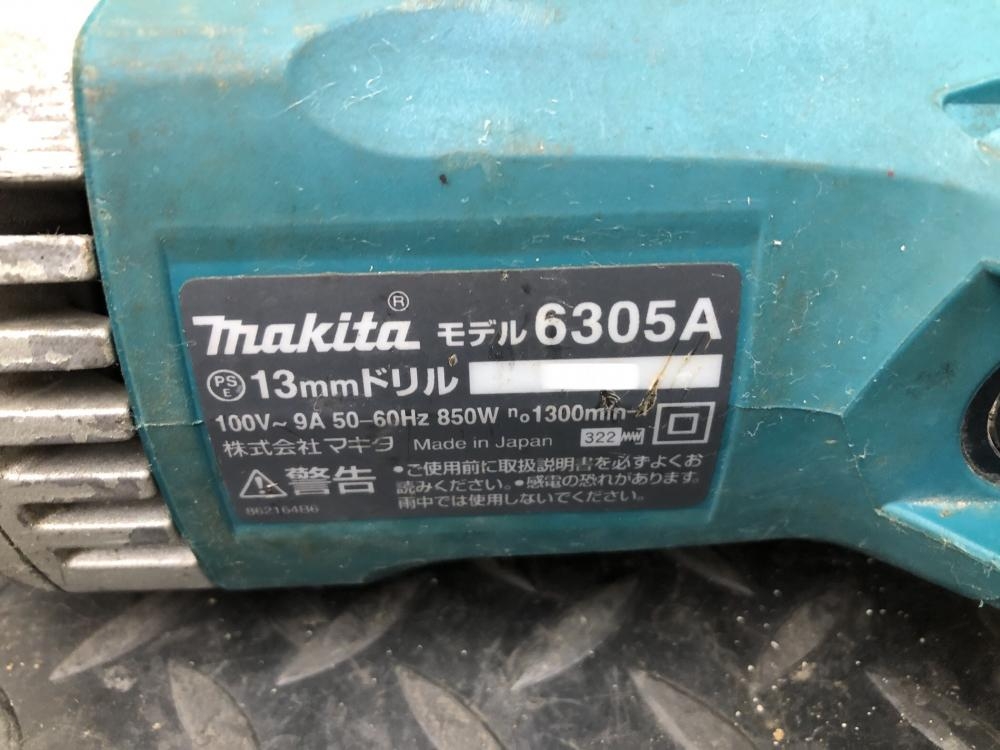 makita® モデル 6305A
PSE 13mmドリル
100V~ 9A 50-60Hz 850W n₀1300min-1
株式会社マキタ Made in Japan 322
警告 •ご使用前に取扱説明書を必ずよくお
読みください。•感電の恐れがあります。
雨中では使用しないでください。
862164B6